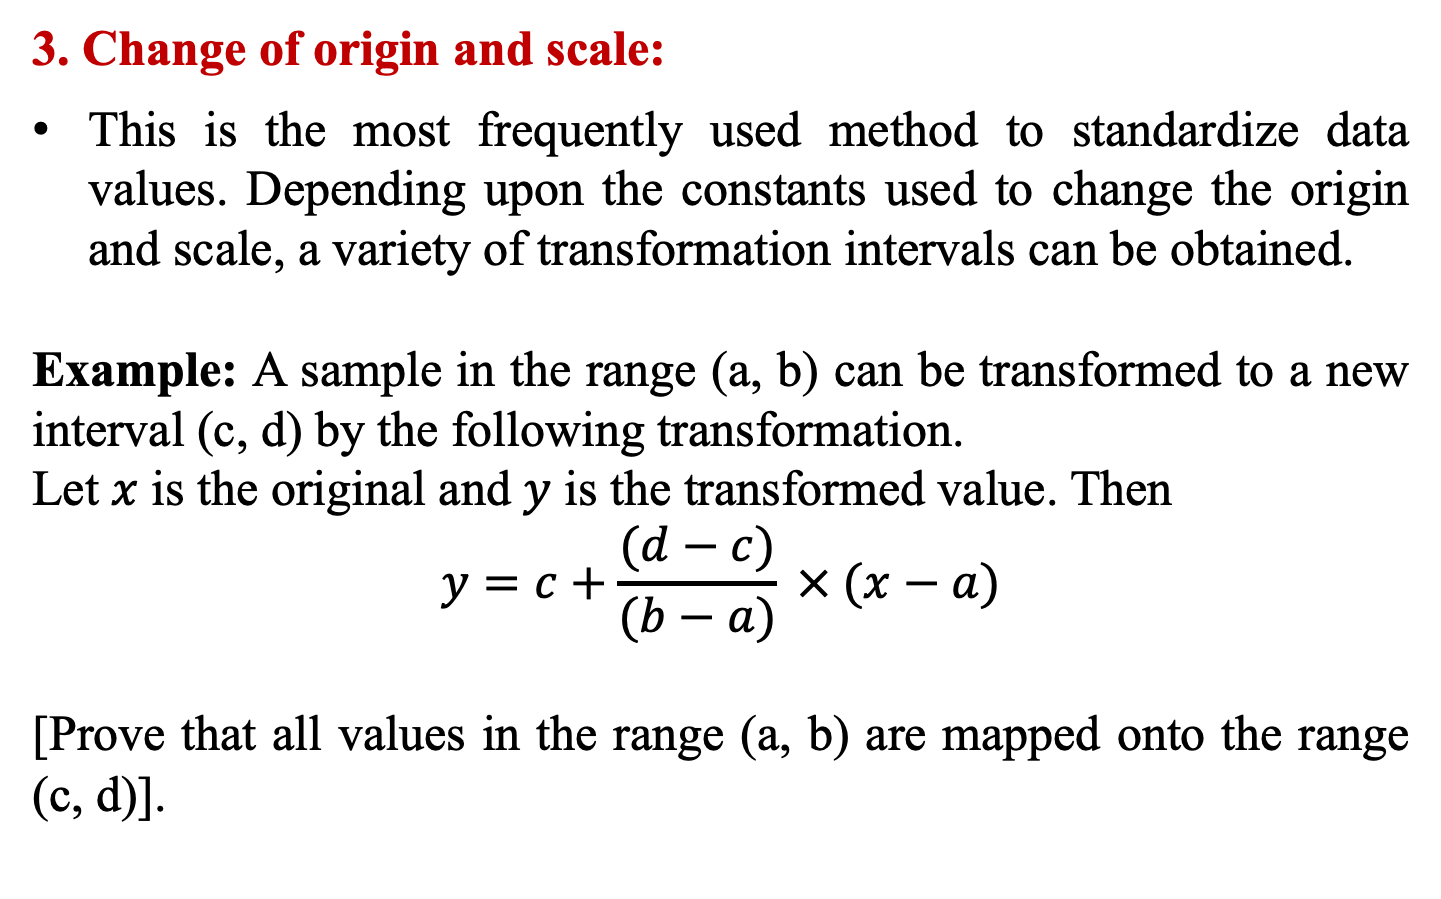 3. Change of origin and scale:
• This is the most frequently used method to standardize data
values. Depending upon the constants used to change the origin
and scale, a variety of transformation intervals can be obtained.
Example: A sample in the range (a, b) can be transformed to a new
interval (c, d) by the following transformation.
Let x is the original and y is the transformed value. Then
y = c + (d − c)/(b − a) × (x − a)
[Prove that all values in the range (a, b) are mapped onto the range
(c, d)].